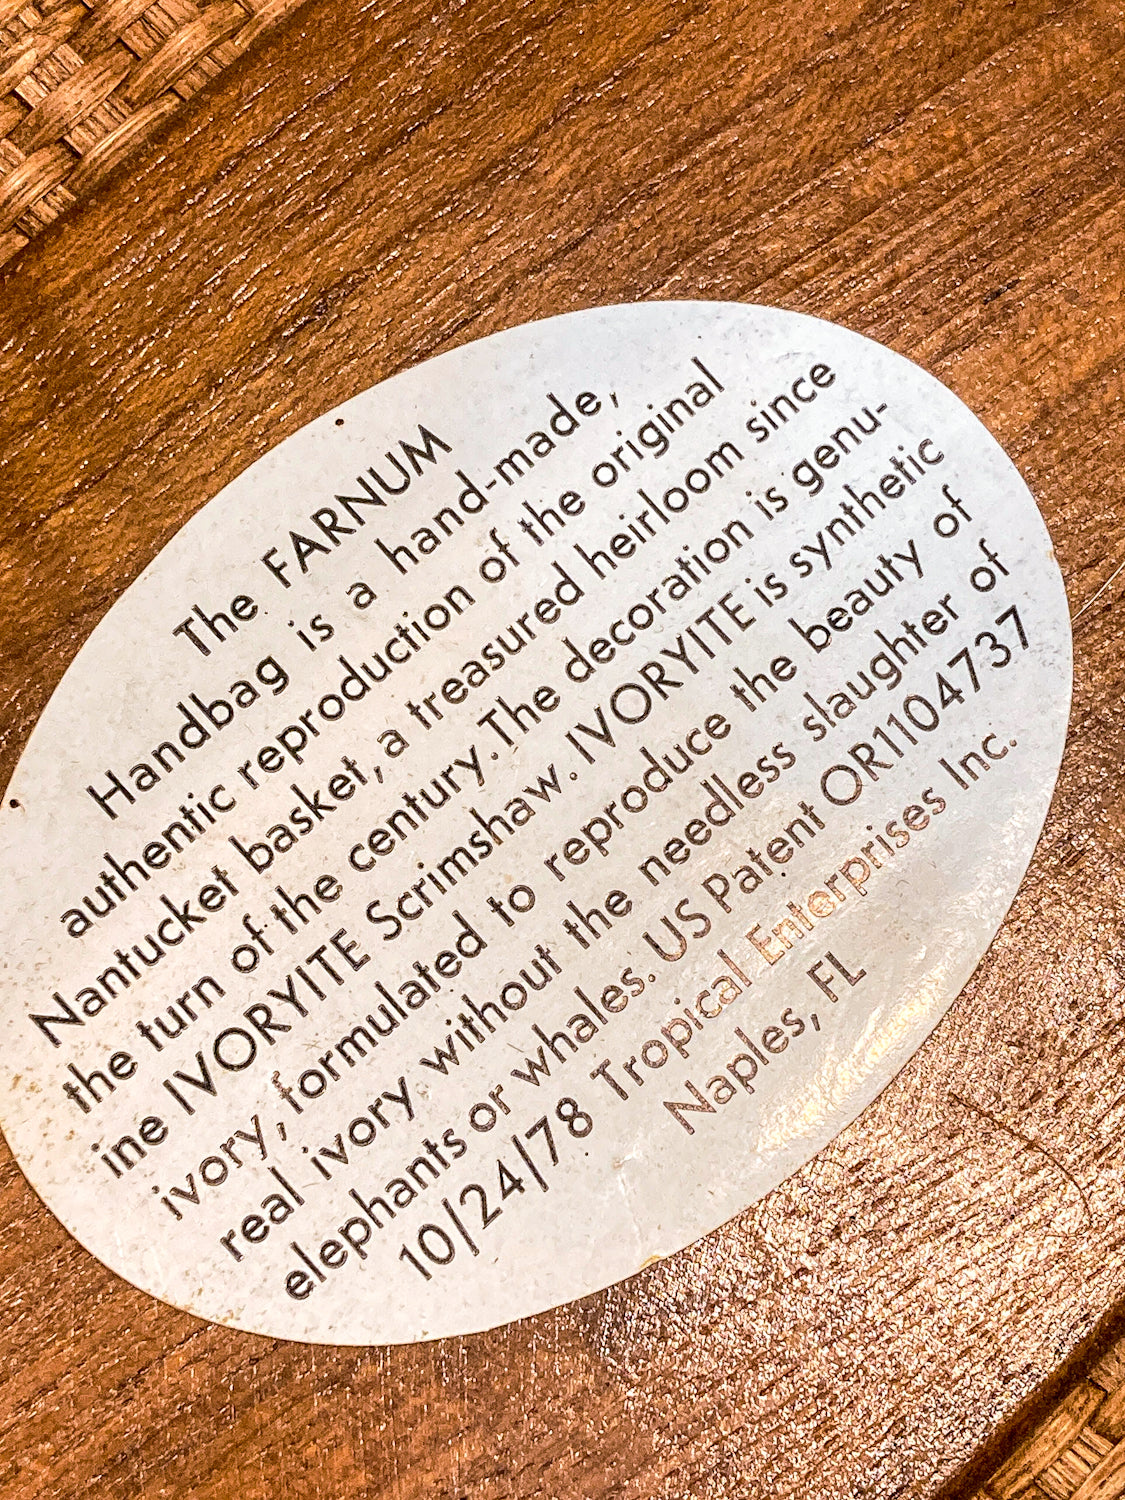 The FARNUM
Handbag is a hand-made,
authentic reproduction of the original
Nantucket basket, a treasured heirloom since
the turn of the century. The decoration is genu-
ine IVORYITE Scrimshaw. IVORYITE is synthetic
ivory, formulated to reproduce the beauty of
real ivory without the needless slaughter of
elephants or whales. US Patent OR1104737
10/24/78 Tropical Enterprises Inc.
Naples, FL